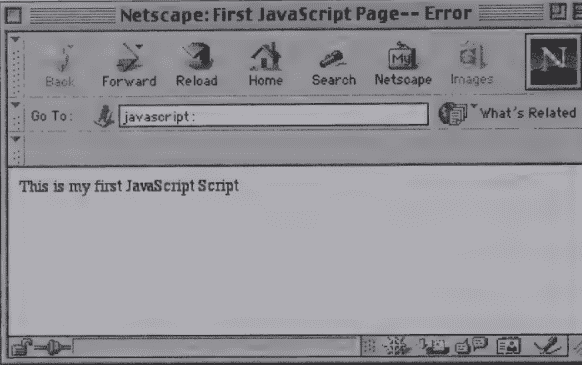 Netscape: First JavaScript Page-- Error
Back Forward Reload Home Search My Netscape Images N
Go To: javascript: What's Related
This is my first JavaScript Script